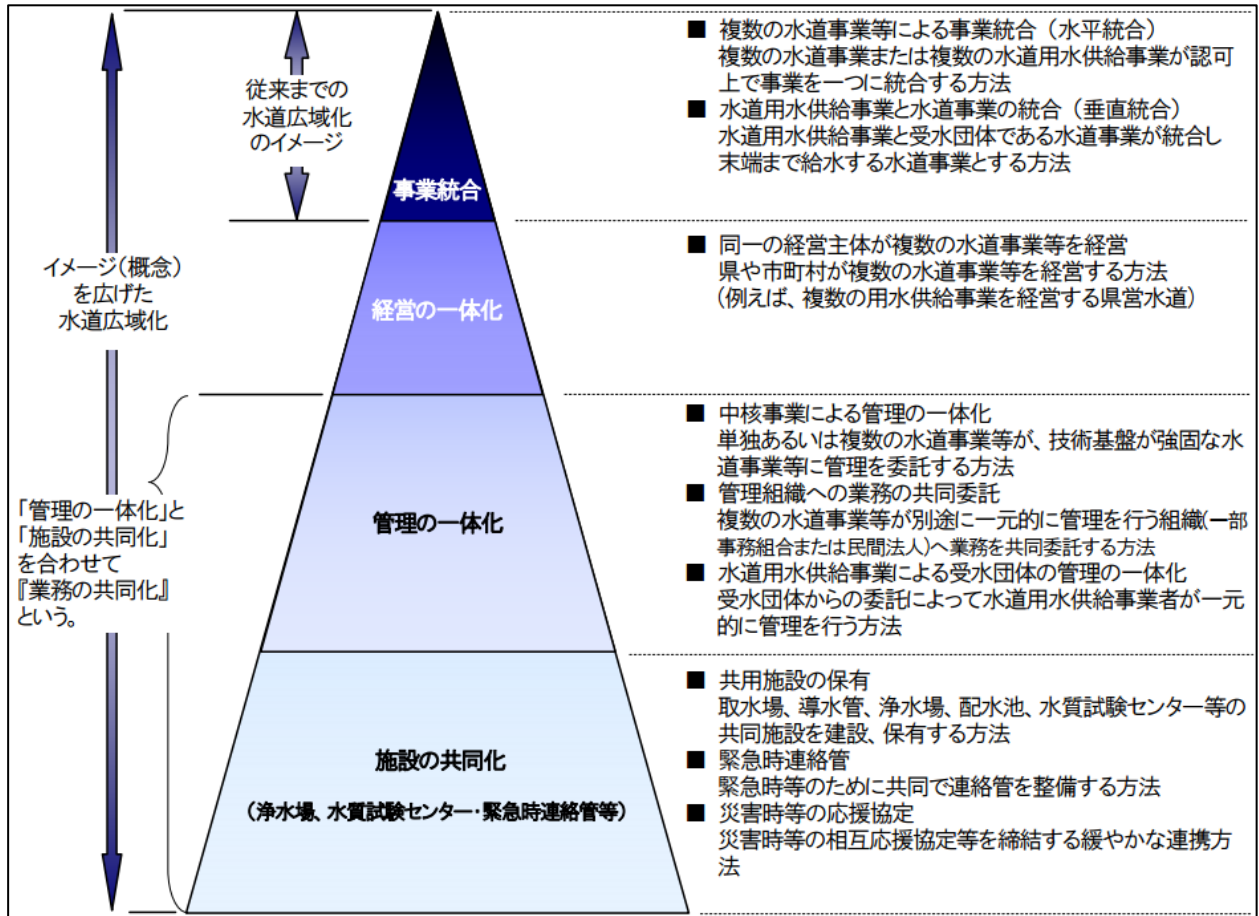 従来までの
水道広域化
のイメージ
イメージ(概念)
を広げた
水道広域化
「管理の一体化」と
「施設の共同化」
を合わせて
『業務の共同化』
という。
事業統合
経営の一体化
管理の一体化
施設の共同化
(浄水場、水質試験センター・緊急時連絡管等)
■ 複数の水道事業等による事業統合(水平統合)
複数の水道事業または複数の水道用水供給事業が認可
上で事業を一つに統合する方法
■ 水道用水供給事業と水道事業の統合(垂直統合)
水道用水供給事業と受水団体である水道事業が統合し
末端まで給水する水道事業とする方法
■ 同一の経営主体が複数の水道事業等を経営
県や市町村が複数の水道事業等を経営する方法
(例えば、複数の用水供給事業を経営する県営水道)
■ 中核事業による管理の一体化
単独あるいは複数の水道事業等が、技術基盤が強固な水
道事業等に管理を委託する方法
■ 管理組織への業務の共同委託
複数の水道事業等が別途に一元的に管理を行う組織(一部
事務組合または民間法人)へ業務を共同委託する方法
■ 水道用水供給事業による受水団体の管理の一体化
受水団体からの委託によって水道用水供給事業者が一元
的に管理を行う方法
■ 共用施設の保有
取水場、導水管、浄水場、配水池、水質試験センター等の
共同施設を建設、保有する方法
■ 緊急時連絡管
緊急時等のために共同で連絡管を整備する方法
■ 災害時等の応援協定
災害時等の相互応援協定等を締結する緩やかな連携方
法